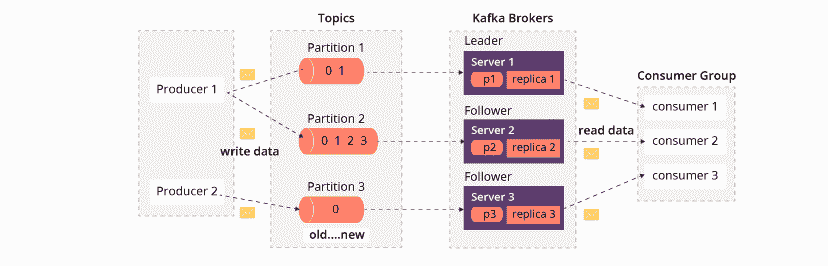 Topics
Kafka Brokers
Partition 1
0 1
Producer 1
Partition 2
0 1 2 3
write data
Producer 2
Partition 3
0
old....new
Leader
Server 1
p1 replica 1
Follower
Server 2
p2 replica 2
Follower
Server 3
p3 replica 3
read data
Consumer Group
consumer 1
consumer 2
consumer 3